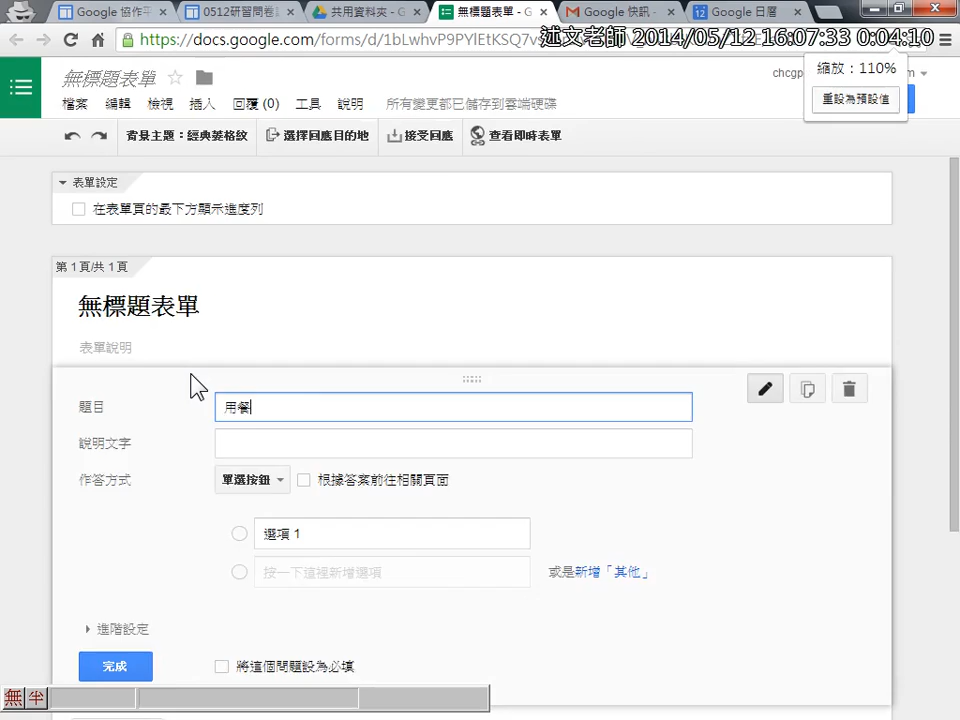 Google 協作平
0512研習問卷
共用資料夾 - G
無標題表單 - G
Gmail - Google 快訊 -
Google 日曆
https://docs.google.com/forms/d/1bLwhvP9PYlEtKSQ7v
述文老師 2014/05/12 16:07:33 0:04:10
無標題表單
chcgp
縮放：110%
重設為預設值
檔案 編輯 檢視 插入 回覆 (0) 工具 說明 所有變更都已儲存到雲端硬碟
背景主題：經典菱格紋 選擇回應目的地 接受回應 查看即時表單
表單設定
在表單頁的最下方顯示進度列
第 1 頁/共 1 頁
無標題表單
表單說明
題目 用餐
說明文字
作答方式 單選按鈕 根據答案前往相關頁面
選項 1
按一下這裡新增選項 或是新增「其他」
進階設定
完成 將這個問題設為必填
無 半